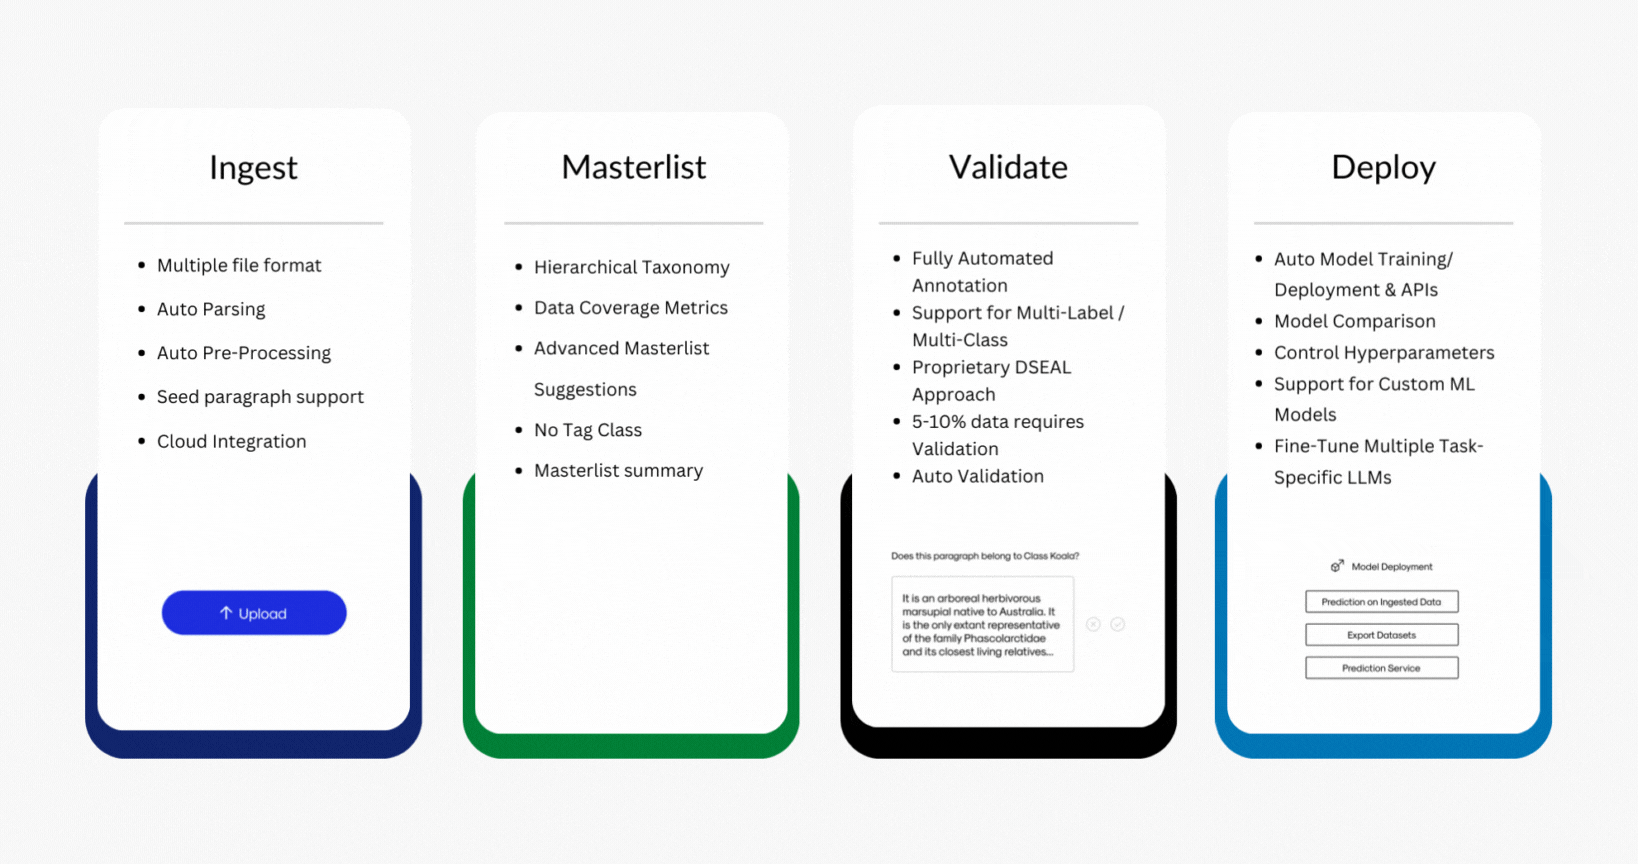 Ingest
• Multiple file format
• Auto Parsing
• Auto Pre-Processing
• Seed paragraph support
• Cloud Integration
↑ Upload
Masterlist
• Hierarchical Taxonomy
• Data Coverage Metrics
• Advanced Masterlist
Suggestions
• No Tag Class
• Masterlist summary
Validate
• Fully Automated
Annotation
• Support for Multi-Label /
Multi-Class
• Proprietary DSEAL
Approach
• 5-10% data requires
Validation
• Auto Validation
Does this paragraph belong to Class Koala?
It is an arboreal herbivorous
marsupial native to Australia. It
is the only extant representative
of the family Phascolarctidae
and its closest living relatives...
Deploy
• Auto Model Training/
Deployment & APIs
• Model Comparison
• Control Hyperparameters
• Support for Custom ML
Models
• Fine-Tune Multiple Task-
Specific LLMs
Model Deployment
Prediction on Ingested Data
Export Datasets
Prediction Service